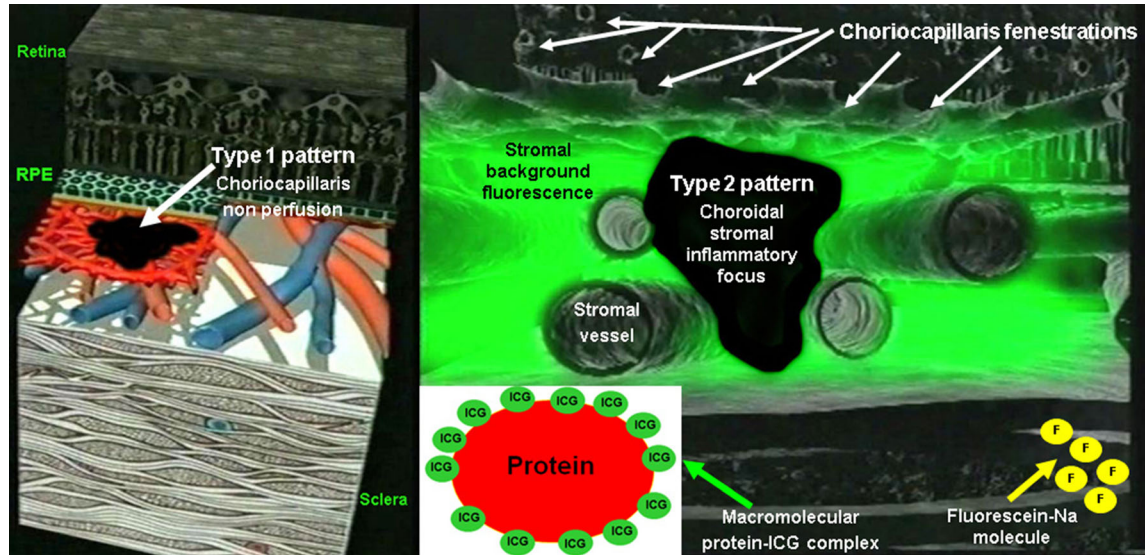 Retina
RPE
Type 1 pattern
Choriocapillaris
non perfusion
Sclera
Choriocapillaris fenestrations
Stromal
background
fluorescence
Type 2 pattern
Choroidal
stromal
inflammatory
focus
Stromal
vessel
ICG
ICG
ICG
ICG
ICG
ICG
ICG
ICG
ICG
ICG
ICG
ICG
ICG
ICG
Protein
Macromolecular
protein-ICG complex
F
F
F
F
F
Fluorescein-Na
molecule